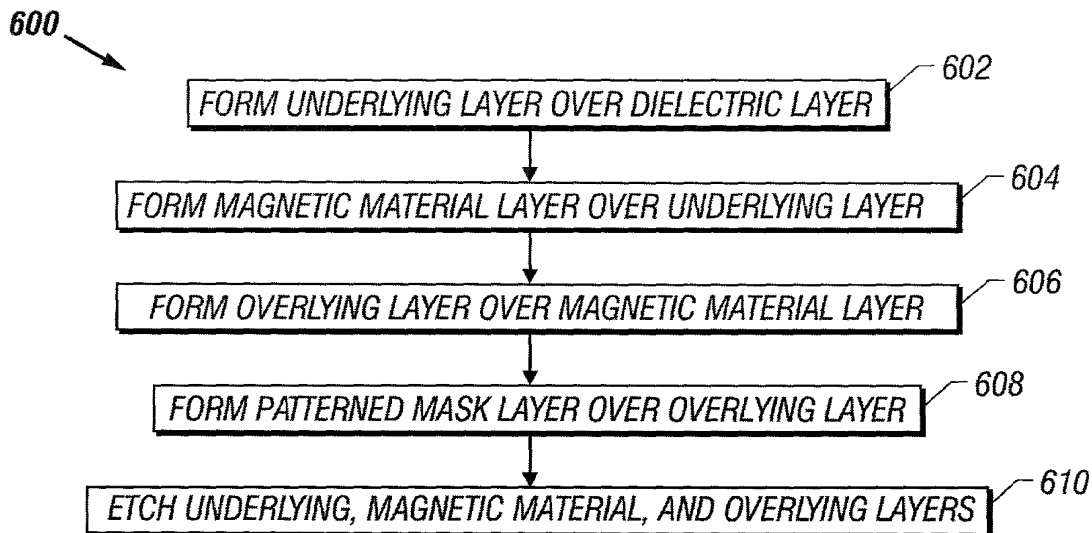 600
602
FORM UNDERLYING LAYER OVER DIELECTRIC LAYER
604
FORM MAGNETIC MATERIAL LAYER OVER UNDERLYING LAYER
606
FORM OVERLYING LAYER OVER MAGNETIC MATERIAL LAYER
608
FORM PATTERNED MASK LAYER OVER OVERLYING LAYER
610
ETCH UNDERLYING, MAGNETIC MATERIAL, AND OVERLYING LAYERS